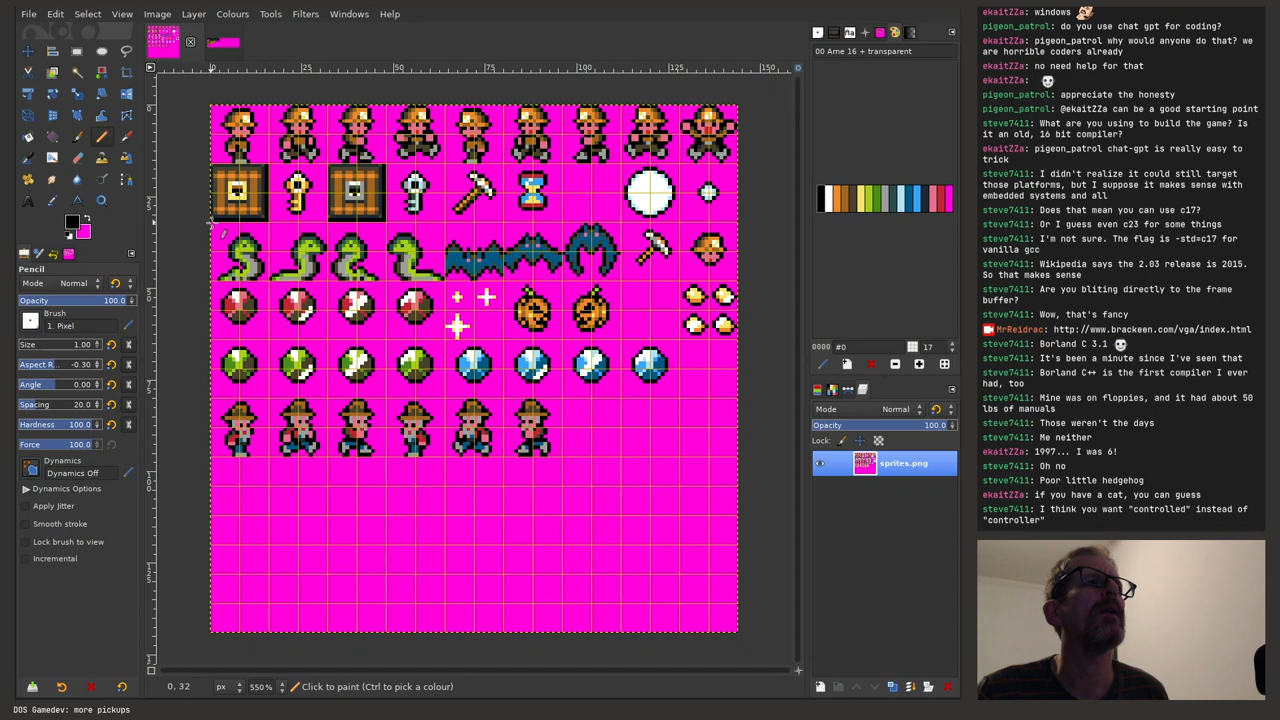 File Edit Select View Image Layer Colours Tools Filters Windows Help
0 25 50 75 100 125 150
Pencil
Mode Normal
Opacity 100.0
Brush
1. Pixel
Size 1.00
Aspect R... -0.30
Angle 0.00
Spacing 20.0
Hardness 100.0
Force 100.0
Dynamics
Dynamics Off
Dynamics Options
Apply Jitter
Smooth stroke
Lock brush to view
Incremental
0, 32 px 550 % Click to paint (Ctrl to pick a colour)
DOS Gamedev: more pickups
00 Ame 16 + transparent
0000 #0 17
Mode Normal
Opacity 100.0
Lock:
sprites.png
ekaitZZa: windows
pigeon_patrol: do you use chat gpt for coding?
ekaitZZa: pigeon_patrol why would anyone do that? we
are horrible coders already
ekaitZZa: no need help for that
ekaitZZa:
pigeon_patrol: appreciate the honesty
pigeon_patrol: @ekaitZZa can be a good starting point
steve7411: What are you using to build the game? Is
it an old, 16 bit compiler?
ekaitZZa: pigeon_patrol chat-gpt is really easy to
trick
steve7411: I didn't realize it could still target
those platforms, but I suppose it makes sense with
embedded systems and all
steve7411: Does that mean you can use c17?
steve7411: Or I guess even c23 for some things?
steve7411: I'm not sure. The flag is -std=c17 for
vanilla gcc
steve7411: Wikipedia says the 2.03 release is 2015.
So that makes sense
steve7411: Are you bliting directly to the frame
buffer?
steve7411: Wow, that's fancy
MrReidrac: http://www.brackeen.com/vga/index.html
steve7411: Borland C 3.1
steve7411: It's been a minute since I've seen that
steve7411: Borland C++ is the first compiler I ever
had, too
steve7411: Mine was on floppies, and it had about 50
lbs of manuals
steve7411: Those weren't the days
steve7411: Me neither
ekaitZZa: 1997... I was 6!
steve7411: Oh no
steve7411: Poor little hedgehog
ekaitZZa: if you have a cat, you can guess
steve7411: I think you want "controlled" instead of
"controller"